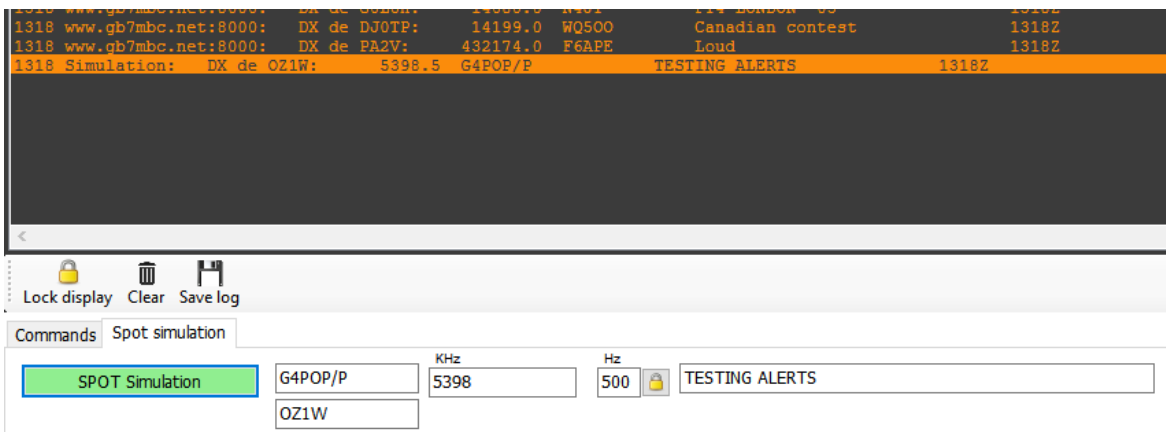 1318 www.gb7mbc.net:8000: DX de DJ0TP: 14199.0 WQ5OO Canadian contest 1318Z
1318 www.gb7mbc.net:8000: DX de PA2V: 432174.0 F6APE Loud 1318Z
1318 Simulation: DX de OZ1W: 5398.5 G4POP/P TESTING ALERTS 1318Z
Lock display Clear Save log
Commands Spot simulation
KHz Hz
SPOT Simulation G4POP/P 5398 500 TESTING ALERTS
OZ1W